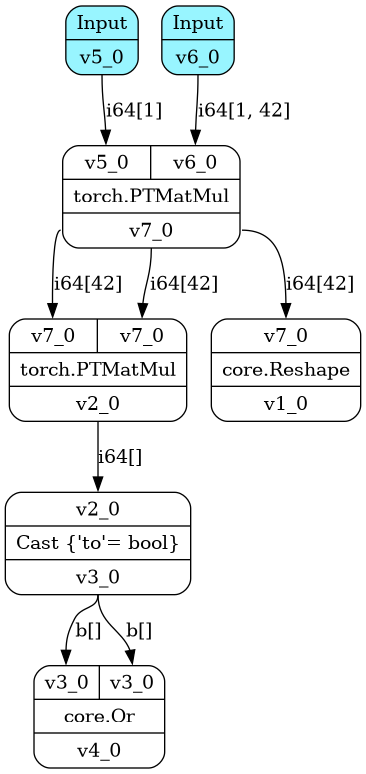 Input
v5_0
Input
v6_0
i64[1]
i64[1, 42]
v5_0 v6_0
torch.PTMatMul
v7_0
i64[42]
i64[42]
i64[42]
v7_0 v7_0
torch.PTMatMul
v2_0
v7_0
core.Reshape
v1_0
i64[]
v2_0
Cast {'to'= bool}
v3_0
b[]
b[]
v3_0 v3_0
core.Or
v4_0